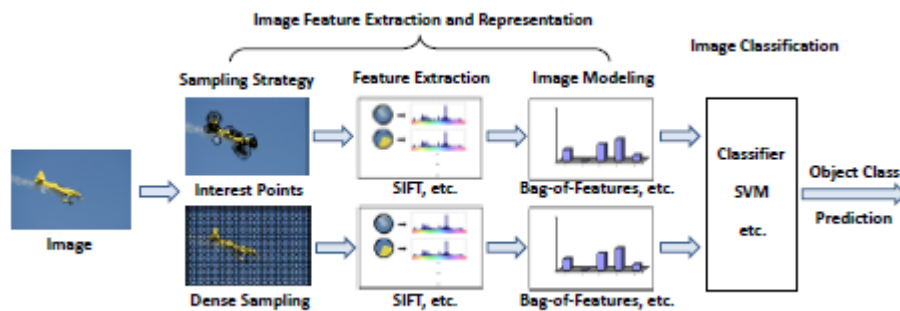 Image Feature Extraction and Representation
Image Classification
Sampling Strategy
Feature Extraction
Image Modeling
Image
Interest Points
SIFT, etc.
Bag-of-Features, etc.
Dense Sampling
SIFT, etc.
Bag-of-Features, etc.
Classifier
SVM
etc.
Object Class
Prediction